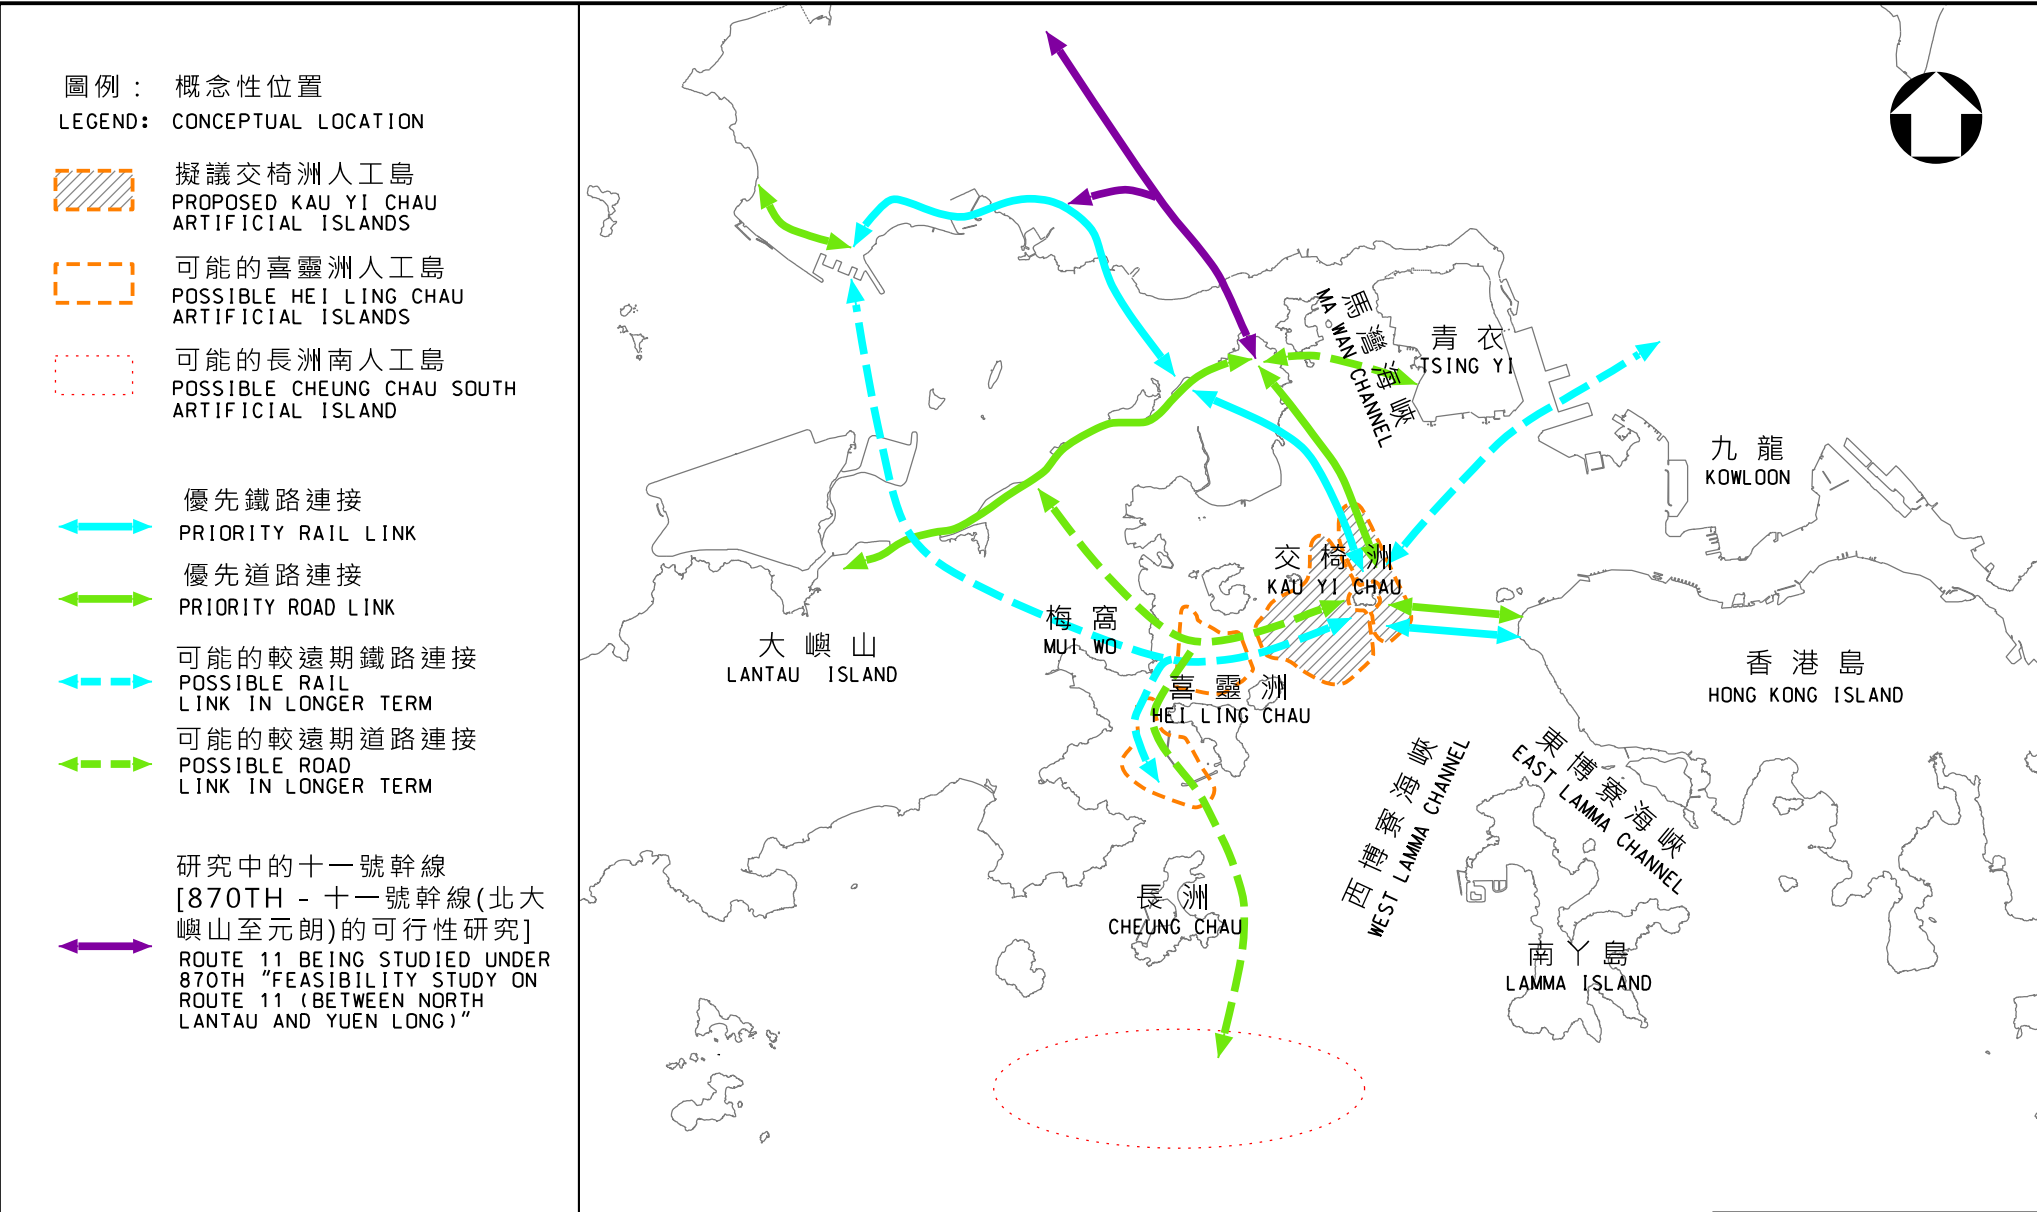 圖例： 概念性位置
LEGEND: CONCEPTUAL LOCATION
擬議交椅洲人工島
PROPOSED KAU YI CHAU
ARTIFICIAL ISLANDS
可能的喜靈洲人工島
POSSIBLE HEI LING CHAU
ARTIFICIAL ISLANDS
可能的長洲南人工島
POSSIBLE CHEUNG CHAU SOUTH
ARTIFICIAL ISLAND
優先鐵路連接
PRIORITY RAIL LINK
優先道路連接
PRIORITY ROAD LINK
可能的較遠期鐵路連接
POSSIBLE RAIL
LINK IN LONGER TERM
可能的較遠期道路連接
POSSIBLE ROAD
LINK IN LONGER TERM
研究中的十一號幹線
[870TH - 十一號幹線(北大
嶼山至元朗)的可行性研究]
ROUTE 11 BEING STUDIED UNDER
870TH "FEASIBILITY STUDY ON
ROUTE 11 (BETWEEN NORTH
LANTAU AND YUEN LONG)"
馬灣海峽
MA WAN CHANNEL
青衣
TSING YI
九龍
KOWLOON
交椅洲
KAU YI CHAU
梅窩
MUI WO
大嶼山
LANTAU ISLAND
喜靈洲
HEI LING CHAU
香港島
HONG KONG ISLAND
西博寮海峽
WEST LAMMA CHANNEL
東博寮海峽
EAST LAMMA CHANNEL
長洲
CHEUNG CHAU
南丫島
LAMMA ISLAND